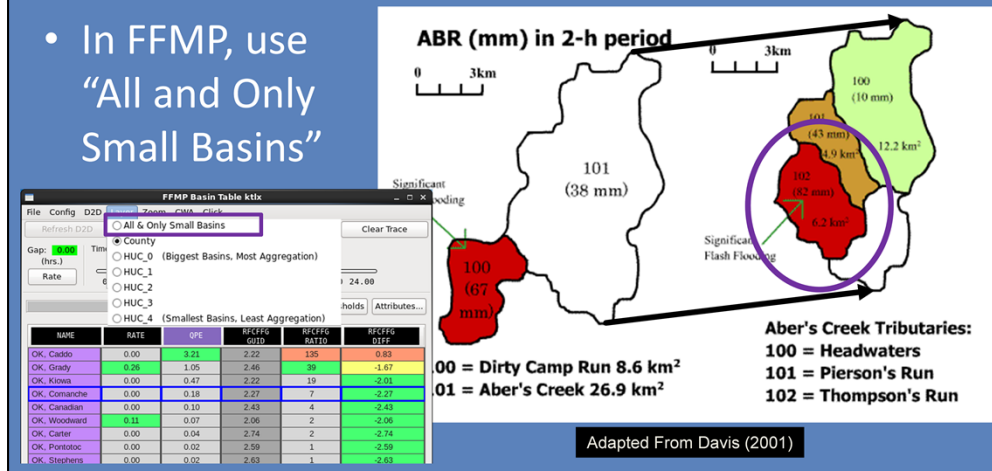 • In FFMP, use
“All and Only
Small Basins”
ABR (mm) in 2-h period
0 3km
0 3km
101
(38 mm)
Significant
100
(67
mm)
100
(10 mm)
12.2 km²
101
(43 mm)
4.9 km²
102
(82 mm)
6.2 km²
Significant
Flash Flooding
00 = Dirty Camp Run 8.6 km²
01 = Aber's Creek 26.9 km²
Aber's Creek Tributaries:
100 = Headwaters
101 = Pierson's Run
102 = Thompson's Run
Adapted From Davis (2001)
FFMP Basin Table ktlx
File Config D2D Zoom CWA Click
Refresh D2D
Clear Trace
All & Only Small Basins
County
HUC_0 (Biggest Basins, Most Aggregation)
HUC_1
HUC_2
HUC_3
HUC_4 (Smallest Basins, Least Aggregation)
Gap: 0.00
(hrs.)
Rate
24.00
Attributes...
NAME RATE QPE RFCFFG GUID RFCFFG RATIO RFCFFG DIFF
OK, Caddo 0.00 3.21 2.22 135 0.83
OK, Grady 0.26 1.05 2.46 39 -1.67
OK, Kiowa 0.00 0.47 2.22 19 -2.01
OK, Comanche 0.00 0.18 2.27 7 -2.27
OK, Canadian 0.00 0.10 2.43 4 -2.43
OK, Woodward 0.11 0.07 2.06 2 -2.06
OK, Carter 0.00 0.04 2.74 2 -2.74
OK, Pontotoc 0.00 0.02 2.59 1 -2.59
OK, Stephens 0.00 0.02 2.63 1 -2.63